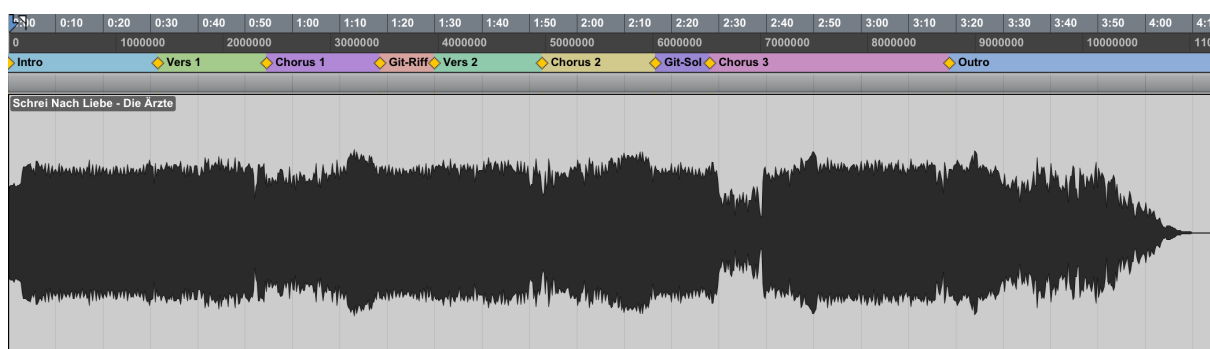 0:00 0:10 0:20 0:30 0:40 0:50 1:00 1:10 1:20 1:30 1:40 1:50 2:00 2:10 2:20 2:30 2:40 2:50 3:00 3:10 3:20 3:30 3:40 3:50 4:00
0 1000000 2000000 3000000 4000000 5000000 6000000 7000000 8000000 9000000 10000000
Intro Vers 1 Chorus 1 Git-Riff Vers 2 Chorus 2 Git-Sol Chorus 3 Outro
Schrei Nach Liebe - Die Ärzte